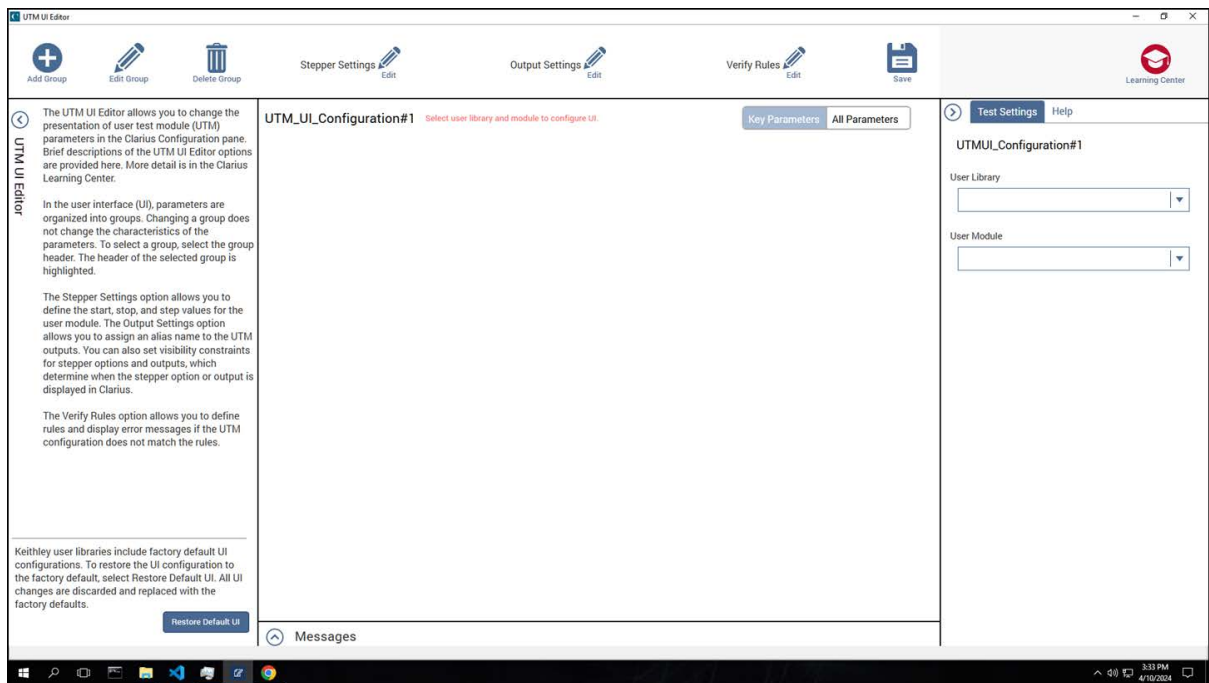 UTM UI Editor
Add Group
Edit Group
Delete Group
Stepper Settings
Edit
Output Settings
Edit
Verify Rules
Edit
Save
Learning Center
UTM UI Editor
The UTM UI Editor allows you to change the
presentation of user test module (UTM)
parameters in the Clarius Configuration pane.
Brief descriptions of the UTM UI Editor options
are provided here. More detail is in the Clarius
Learning Center.
In the user interface (UI), parameters are
organized into groups. Changing a group does
not change the characteristics of the
parameters. To select a group, select the group
header. The header of the selected group is
highlighted.
The Stepper Settings option allows you to
define the start, stop, and step values for the
user module. The Output Settings option
allows you to assign an alias name to the UTM
outputs. You can also set visibility constraints
for stepper options and outputs, which
determine when the stepper option or output is
displayed in Clarius.
The Verify Rules option allows you to define
rules and display error messages if the UTM
configuration does not match the rules.
Keithley user libraries include factory default UI
configurations. To restore the UI configuration to
the factory default, select Restore Default UI. All UI
changes are discarded and replaced with the
factory defaults.
Restore Default UI
UTM_UI_Configuration#1
Select user library and module to configure UI.
Key Parameters
All Parameters
Messages
Test Settings
Help
UTMUI_Configuration#1
User Library
User Module
3:33 PM
4/10/2024